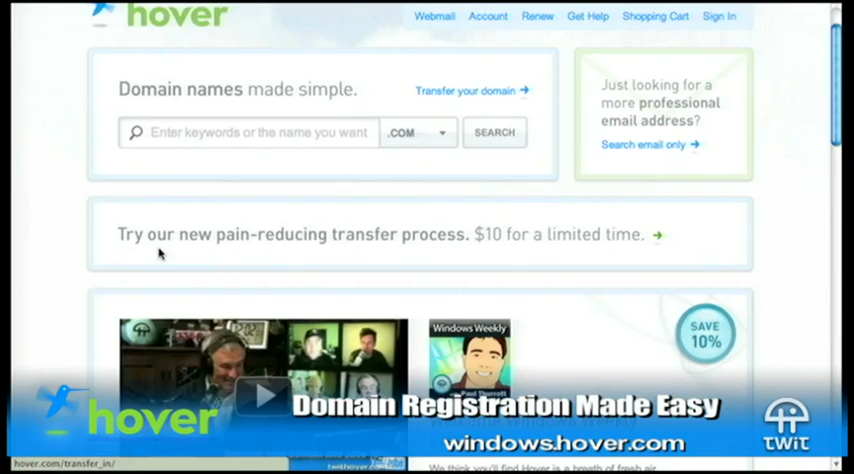 hover
Webmail Account Renew Get Help Shopping Cart Sign In
Domain names made simple.
Transfer your domain
Enter keywords or the name you want
.COM
SEARCH
Just looking for a
more professional
email address?
Search email only
Try our new pain-reducing transfer process. $10 for a limited time.
Windows Weekly
SAVE
10%
hover
Domain Registration Made Easy
windows.hover.com
TWiT
hover.com/transfer_in/
We think you'll find Hover is a breath of fresh air